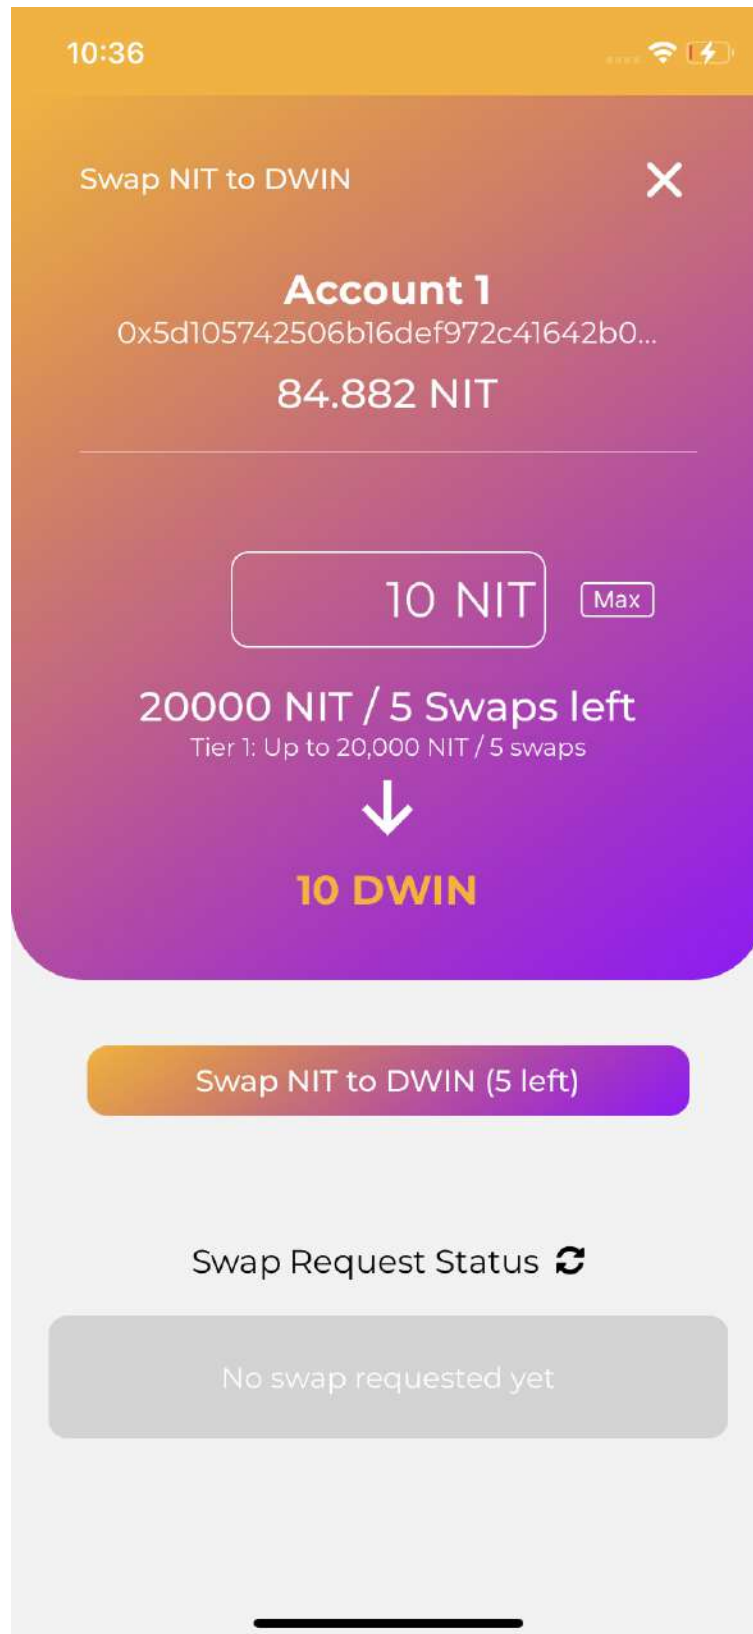 10:36
Swap NIT to DWIN
Account 1
0x5d105742506b16def972c41642b0...
84.882 NIT
10 NIT
Max
20000 NIT / 5 Swaps left
Tier 1: Up to 20,000 NIT / 5 swaps
10 DWIN
Swap NIT to DWIN (5 left)
Swap Request Status
No swap requested yet